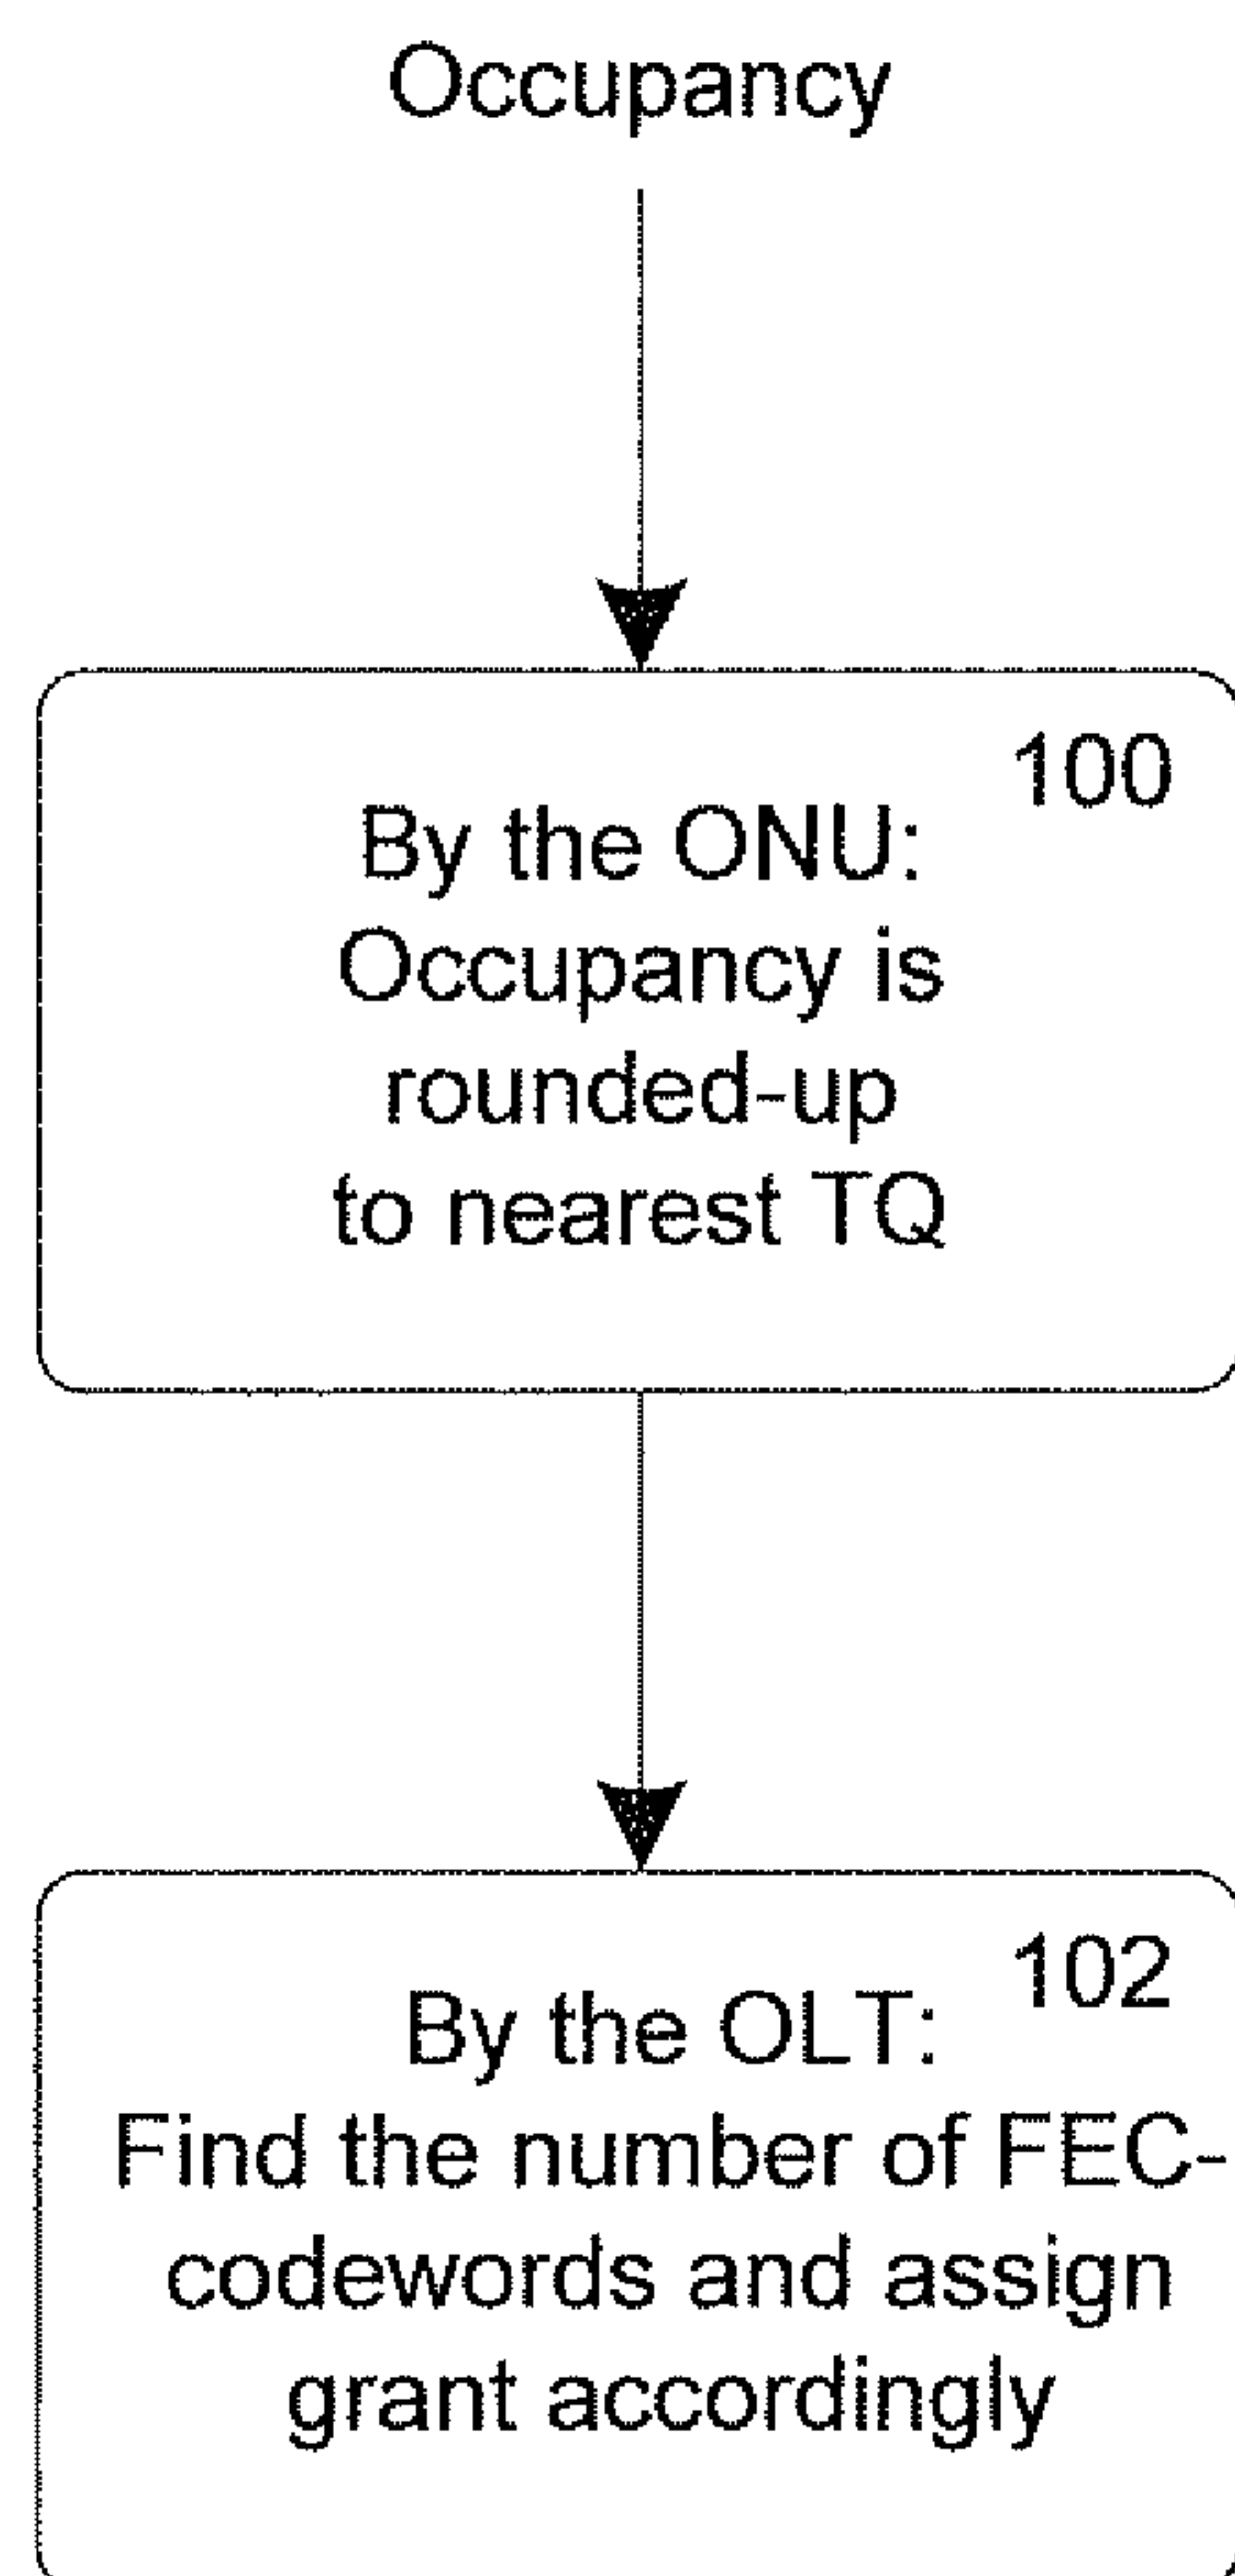 Occupancy
100
By the ONU:
Occupancy is
rounded-up
to nearest TQ
102
By the OLT:
Find the number of FEC-
codewords and assign
grant accordingly